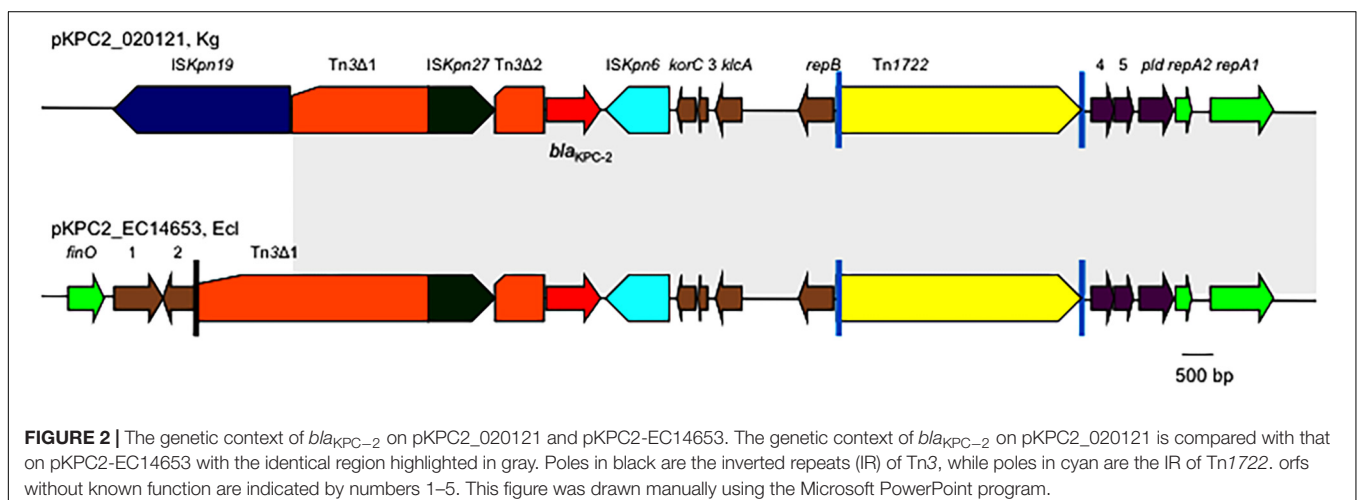 pKPC2_020121, Kg
ISKpn19 Tn3Δ1 ISKpn27 Tn3Δ2 ISKpn6 korC 3 klcA repB Tn1722 4 5 pld repA2 repA1
blaKPC-2
pKPC2_EC14653, Ecl
finO 1 2 Tn3Δ1
500 bp
FIGURE 2 | The genetic context of blaKPC−2 on pKPC2_020121 and pKPC2-EC14653. The genetic context of blaKPC−2 on pKPC2_020121 is compared with that
on pKPC2-EC14653 with the identical region highlighted in gray. Poles in black are the inverted repeats (IR) of Tn3, while poles in cyan are the IR of Tn1722. orfs
without known function are indicated by numbers 1–5. This figure was drawn manually using the Microsoft PowerPoint program.